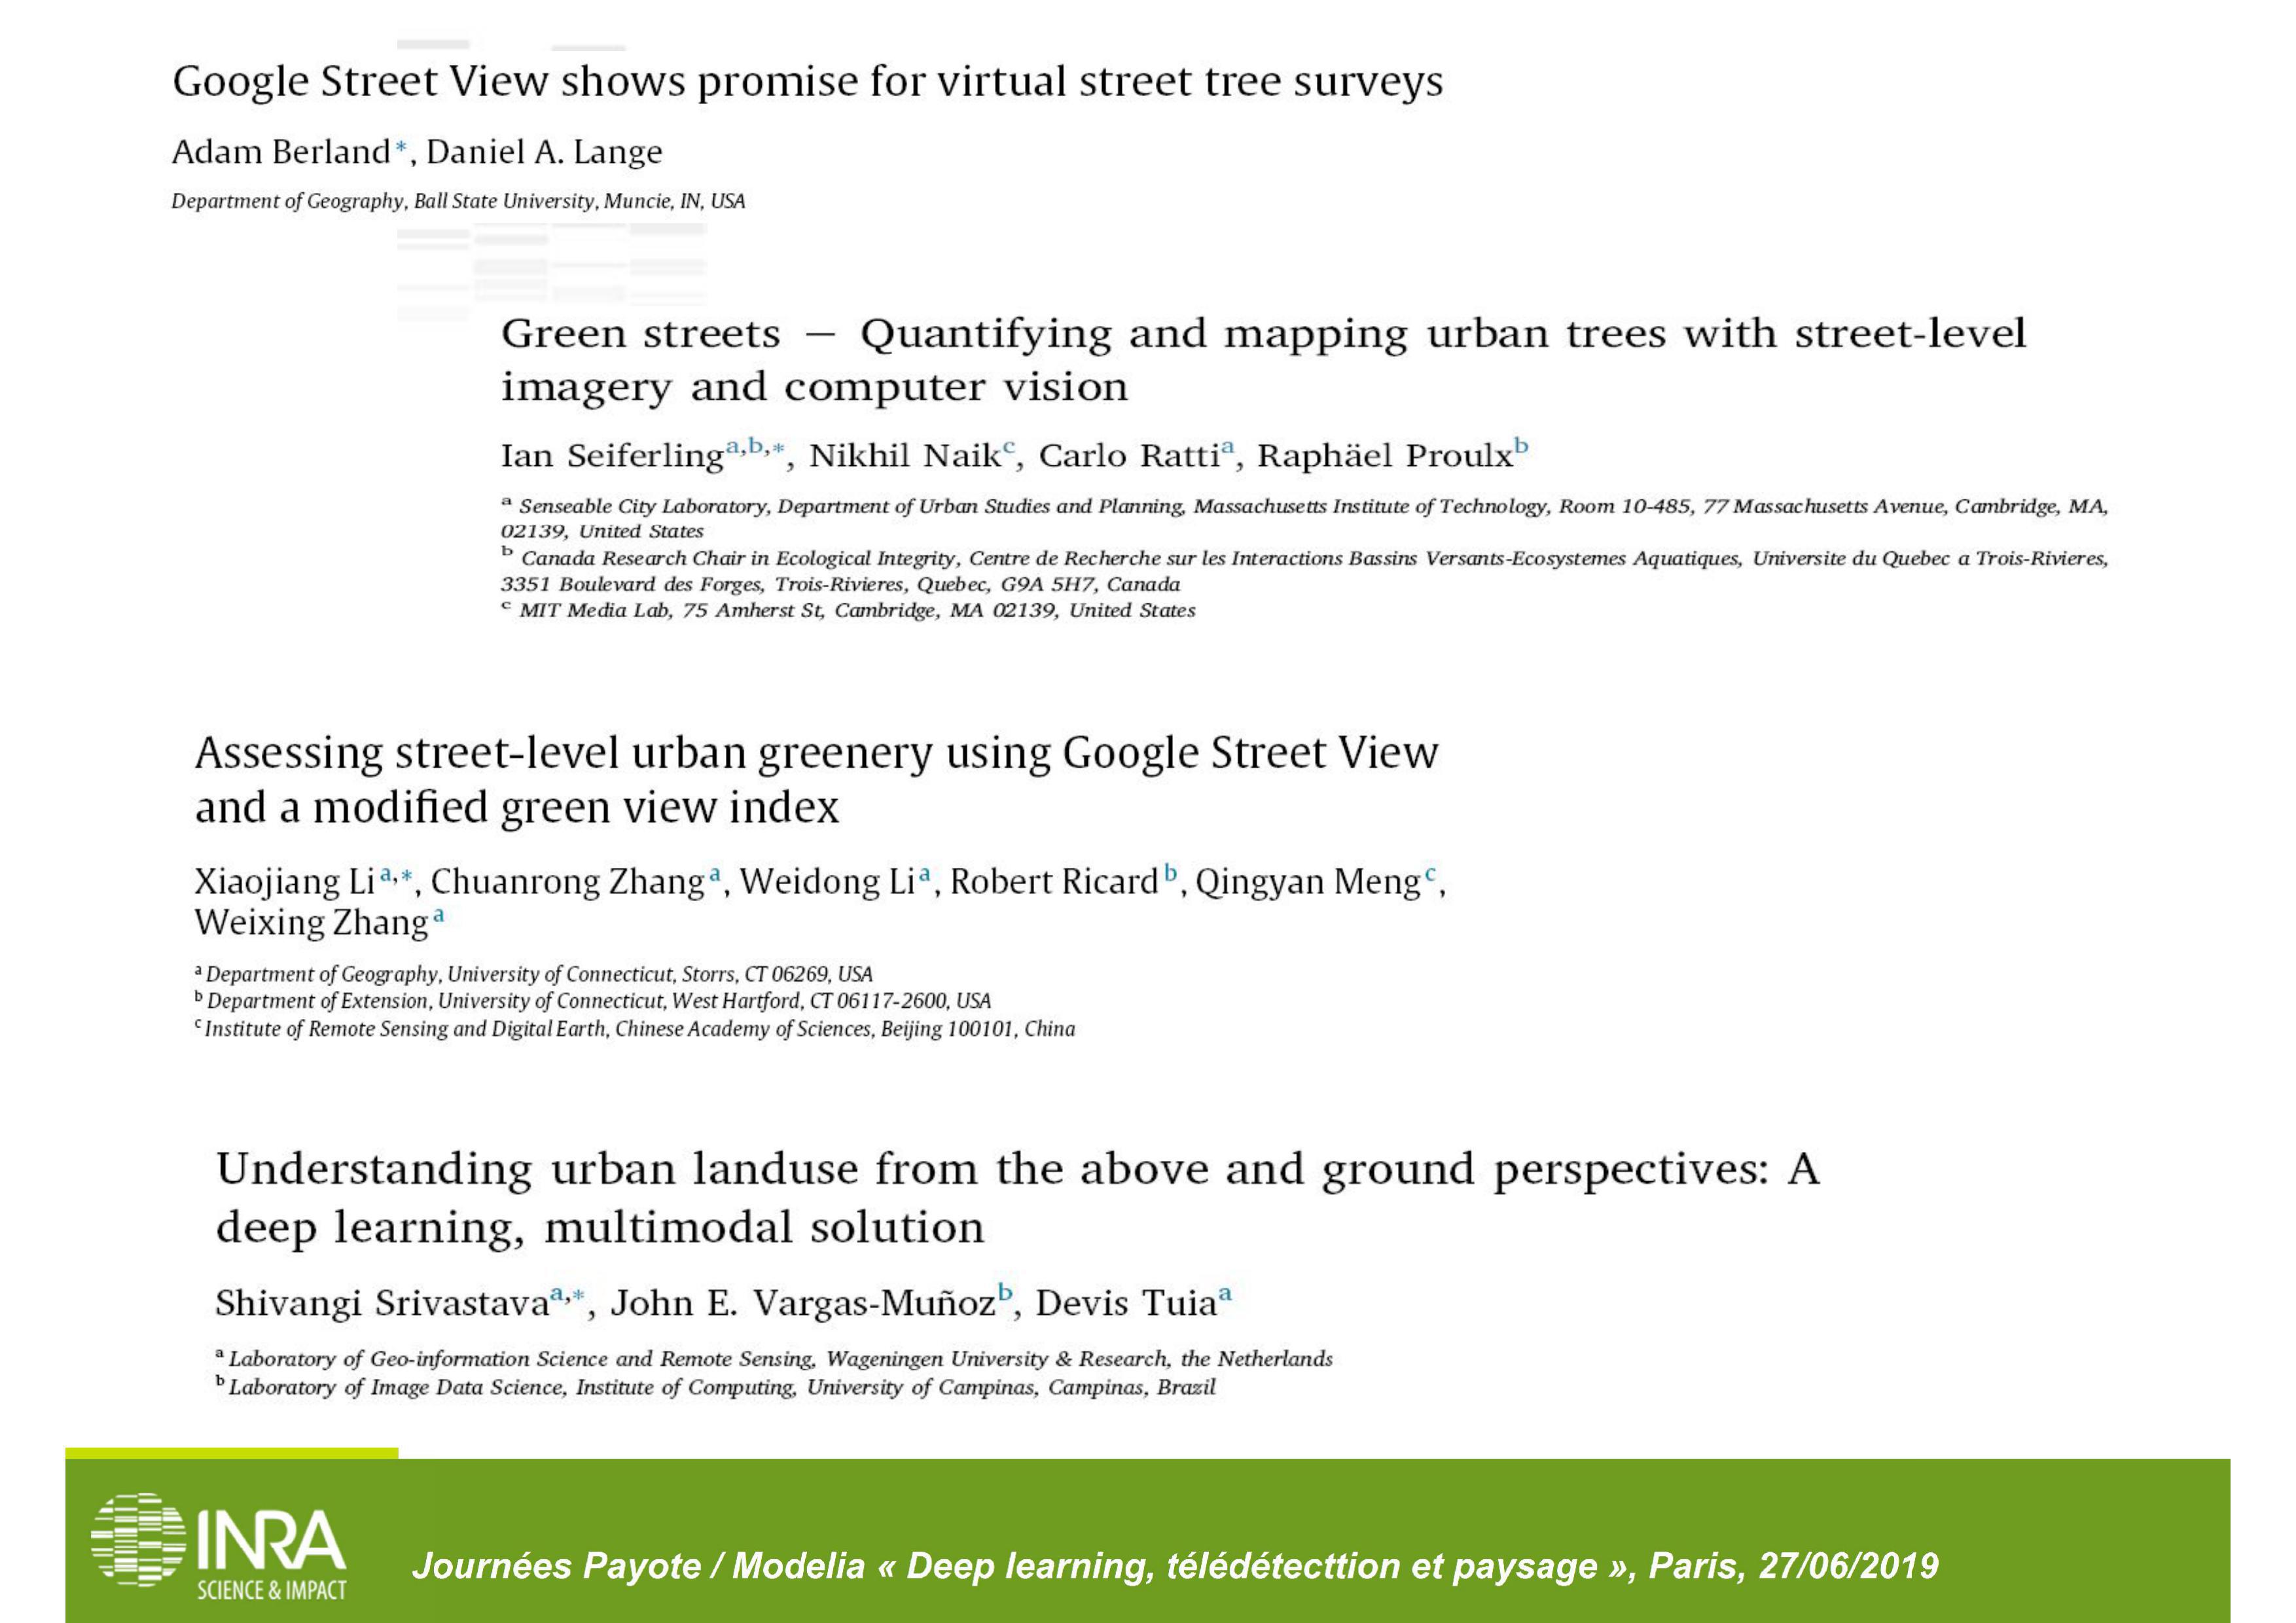 Google Street View shows promise for virtual street tree surveys
Adam Berland*, Daniel A. Lange
Department of Geography, Ball State University, Muncie, IN, USA
Green streets — Quantifying and mapping urban trees with street-level
imagery and computer vision
Ian Seiferling a,b,*, Nikhil Naik c, Carlo Ratti a, Raphäel Proulx b
a Senseable City Laboratory, Department of Urban Studies and Planning, Massachusetts Institute of Technology, Room 10-485, 77 Massachusetts Avenue, Cambridge, MA,
02139, United States
b Canada Research Chair in Ecological Integrity, Centre de Recherche sur les Interactions Bassins Versants-Ecosystemes Aquatiques, Universite du Quebec a Trois-Rivieres,
3351 Boulevard des Forges, Trois-Rivieres, Quebec, G9A 5H7, Canada
c MIT Media Lab, 75 Amherst St, Cambridge, MA 02139, United States
Assessing street-level urban greenery using Google Street View
and a modified green view index
Xiaojiang Li a,*, Chuanrong Zhang a, Weidong Li a, Robert Ricard b, Qingyan Meng c,
Weixing Zhang a
a Department of Geography, University of Connecticut, Storrs, CT 06269, USA
b Department of Extension, University of Connecticut, West Hartford, CT 06117-2600, USA
c Institute of Remote Sensing and Digital Earth, Chinese Academy of Sciences, Beijing 100101, China
Understanding urban landuse from the above and ground perspectives: A
deep learning, multimodal solution
Shivangi Srivastava a,*, John E. Vargas-Muñoz b, Devis Tuia a
a Laboratory of Geo-information Science and Remote Sensing, Wageningen University & Research, the Netherlands
b Laboratory of Image Data Science, Institute of Computing, University of Campinas, Campinas, Brazil
INRA
SCIENCE & IMPACT
Journées Payote / Modelia « Deep learning, télédétecttion et paysage », Paris, 27/06/2019